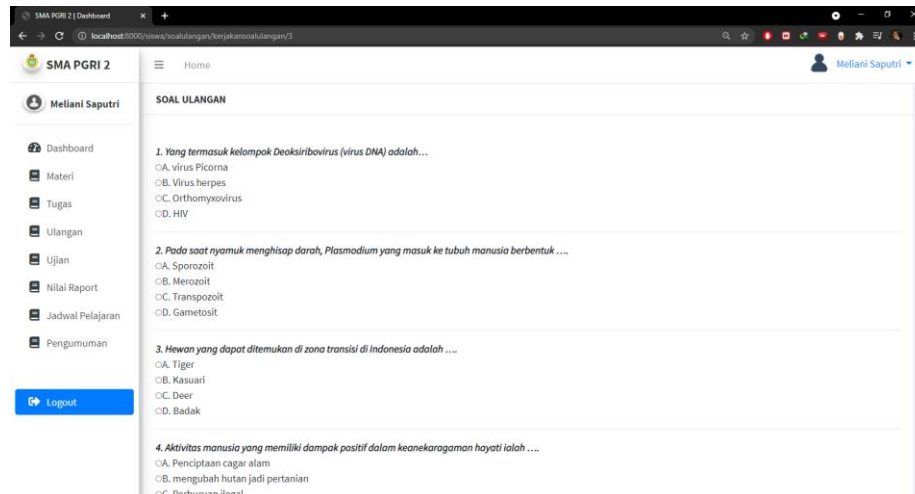 SMA PGRI 2 | Dashboard
localhost:8000/siswa/soalulangan/kerjakansoalulangan/3
SMA PGRI 2
Home
Meliani Saputri
Meliani Saputri
SOAL ULANGAN
Dashboard
Materi
Tugas
Ulangan
Ujian
Nilai Raport
Jadwal Pelajaran
Pengumuman
Logout
1. Yang termasuk kelompok Deoksiribovirus (virus DNA) adalah...
A. virus Picorna
B. Virus herpes
C. Orthomyxovirus
D. HIV
2. Pada saat nyamuk menghisap darah, Plasmodium yang masuk ke tubuh manusia berbentuk ....
A. Sporozoit
B. Merozoit
C. Transpozoit
D. Gametosit
3. Hewan yang dapat ditemukan di zona transisi di Indonesia adalah ....
A. Tiger
B. Kasuari
C. Deer
D. Badak
4. Aktivitas manusia yang memiliki dampak positif dalam keanekaragaman hayati ialah ....
A. Penciptaan cagar alam
B. mengubah hutan jadi pertanian
C. Perburuan ilegal